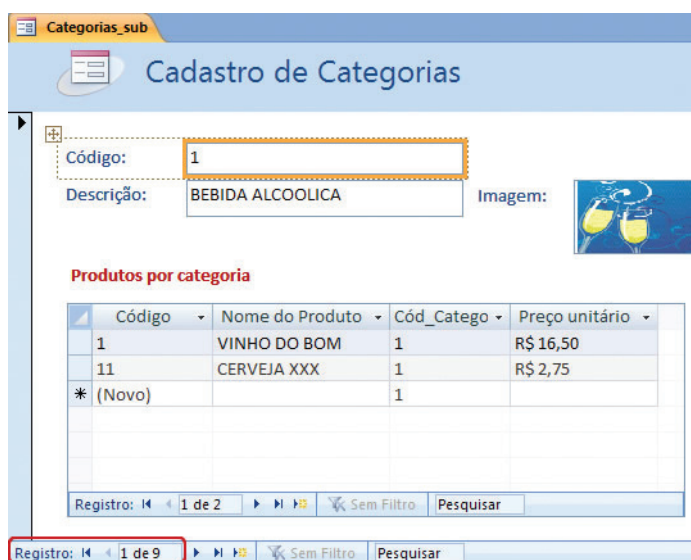 Categorias_sub
Cadastro de Categorias
Código: 1
Descrição: BEBIDA ALCOOLICA Imagem:
Produtos por categoria
Código Nome do Produto Cód_Catego Preço unitário
1 VINHO DO BOM 1 R$ 16,50
11 CERVEJA XXX 1 R$ 2,75
(Novo) 1
Registro: 1 de 2 Sem Filtro Pesquisar
Registro: 1 de 9 Sem Filtro Pesquisar